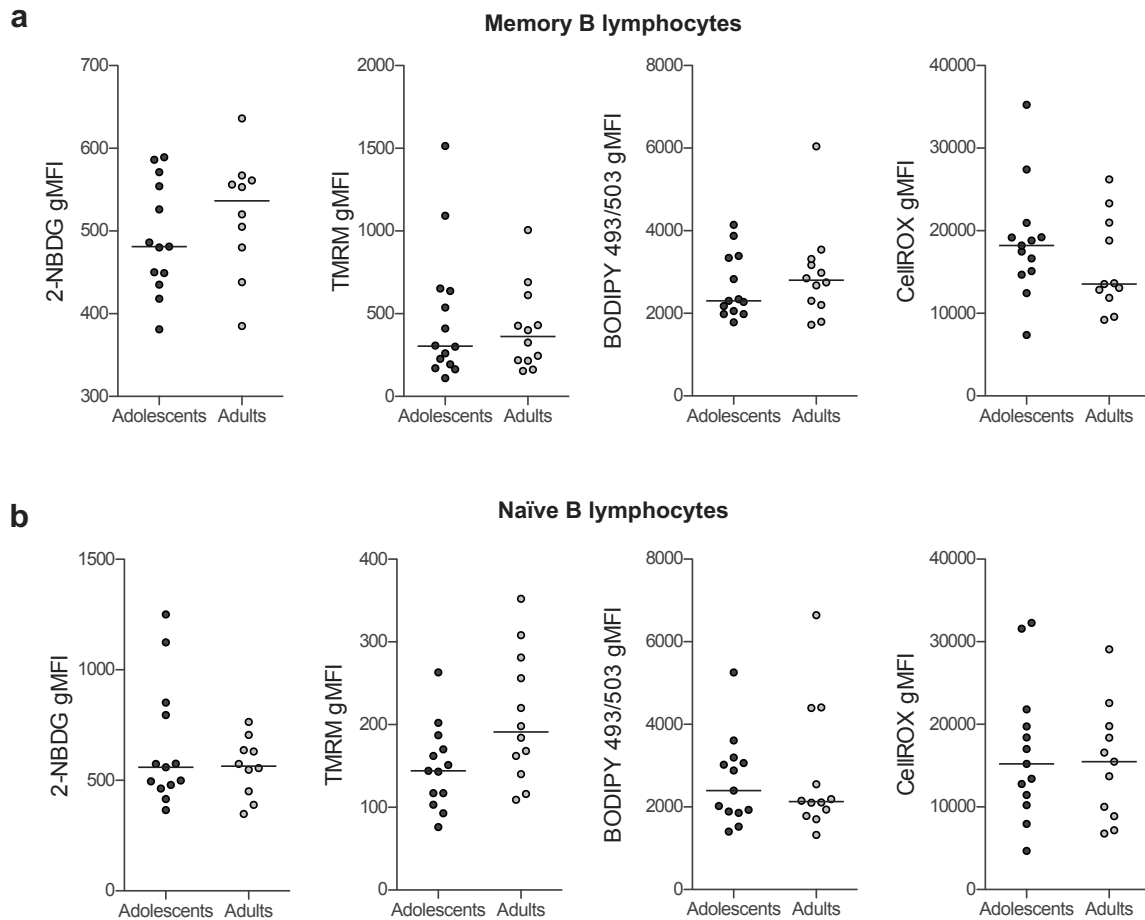 a
Memory B lymphocytes
2-NBDG gMFI
700
600
500
400
300
Adolescents Adults
TMRM gMFI
2000
1500
1000
500
0
Adolescents Adults
BODIPY 493/503 gMFI
8000
6000
4000
2000
0
Adolescents Adults
CellROX gMFI
40000
30000
20000
10000
0
Adolescents Adults
b
Naïve B lymphocytes
2-NBDG gMFI
1500
1000
500
0
Adolescents Adults
TMRM gMFI
400
300
200
100
0
Adolescents Adults
BODIPY 493/503 gMFI
8000
6000
4000
2000
0
Adolescents Adults
CellROX gMFI
40000
30000
20000
10000
0
Adolescents Adults